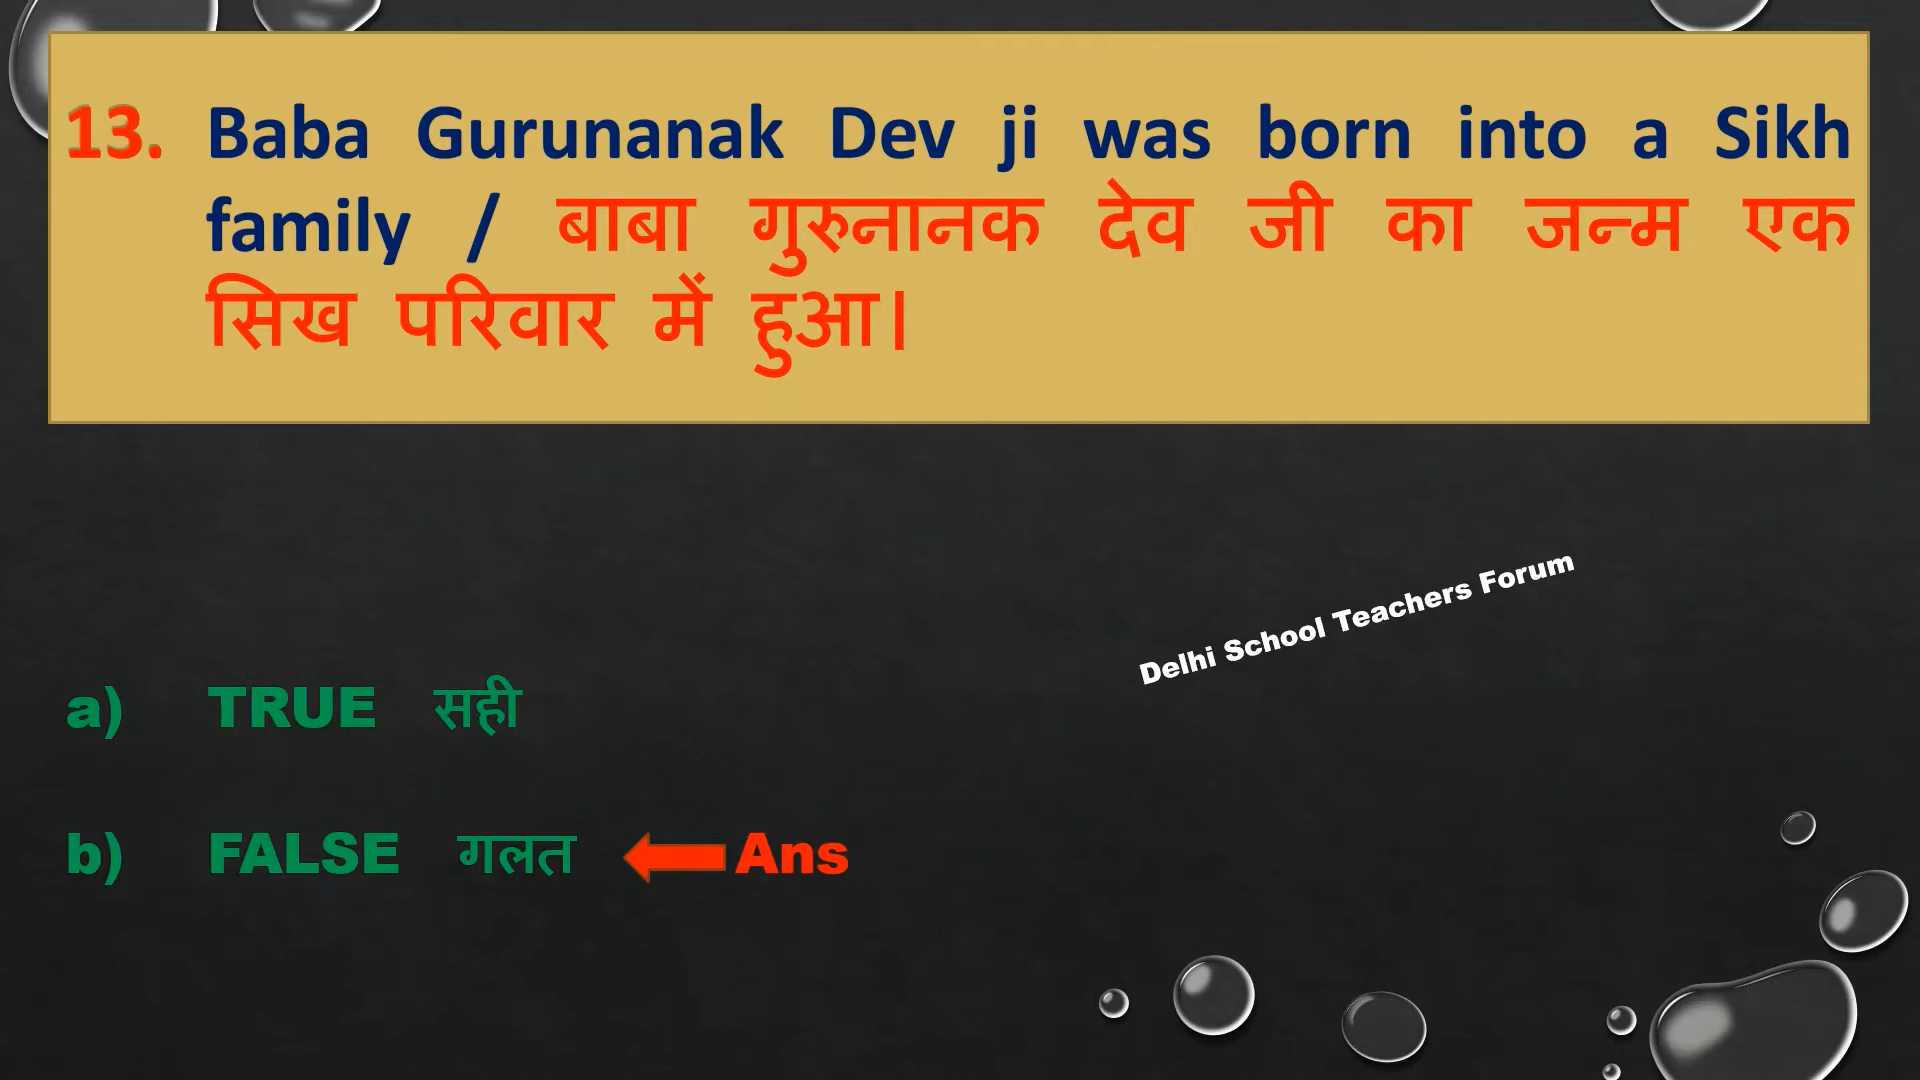 13. Baba Gurunanak Dev ji was born into a Sikh
family / बाबा गुरुनानक देव जी का जन्म एक
सिख परिवार में हुआ।
Delhi School Teachers Forum
a) TRUE सही
b) FALSE गलत Ans